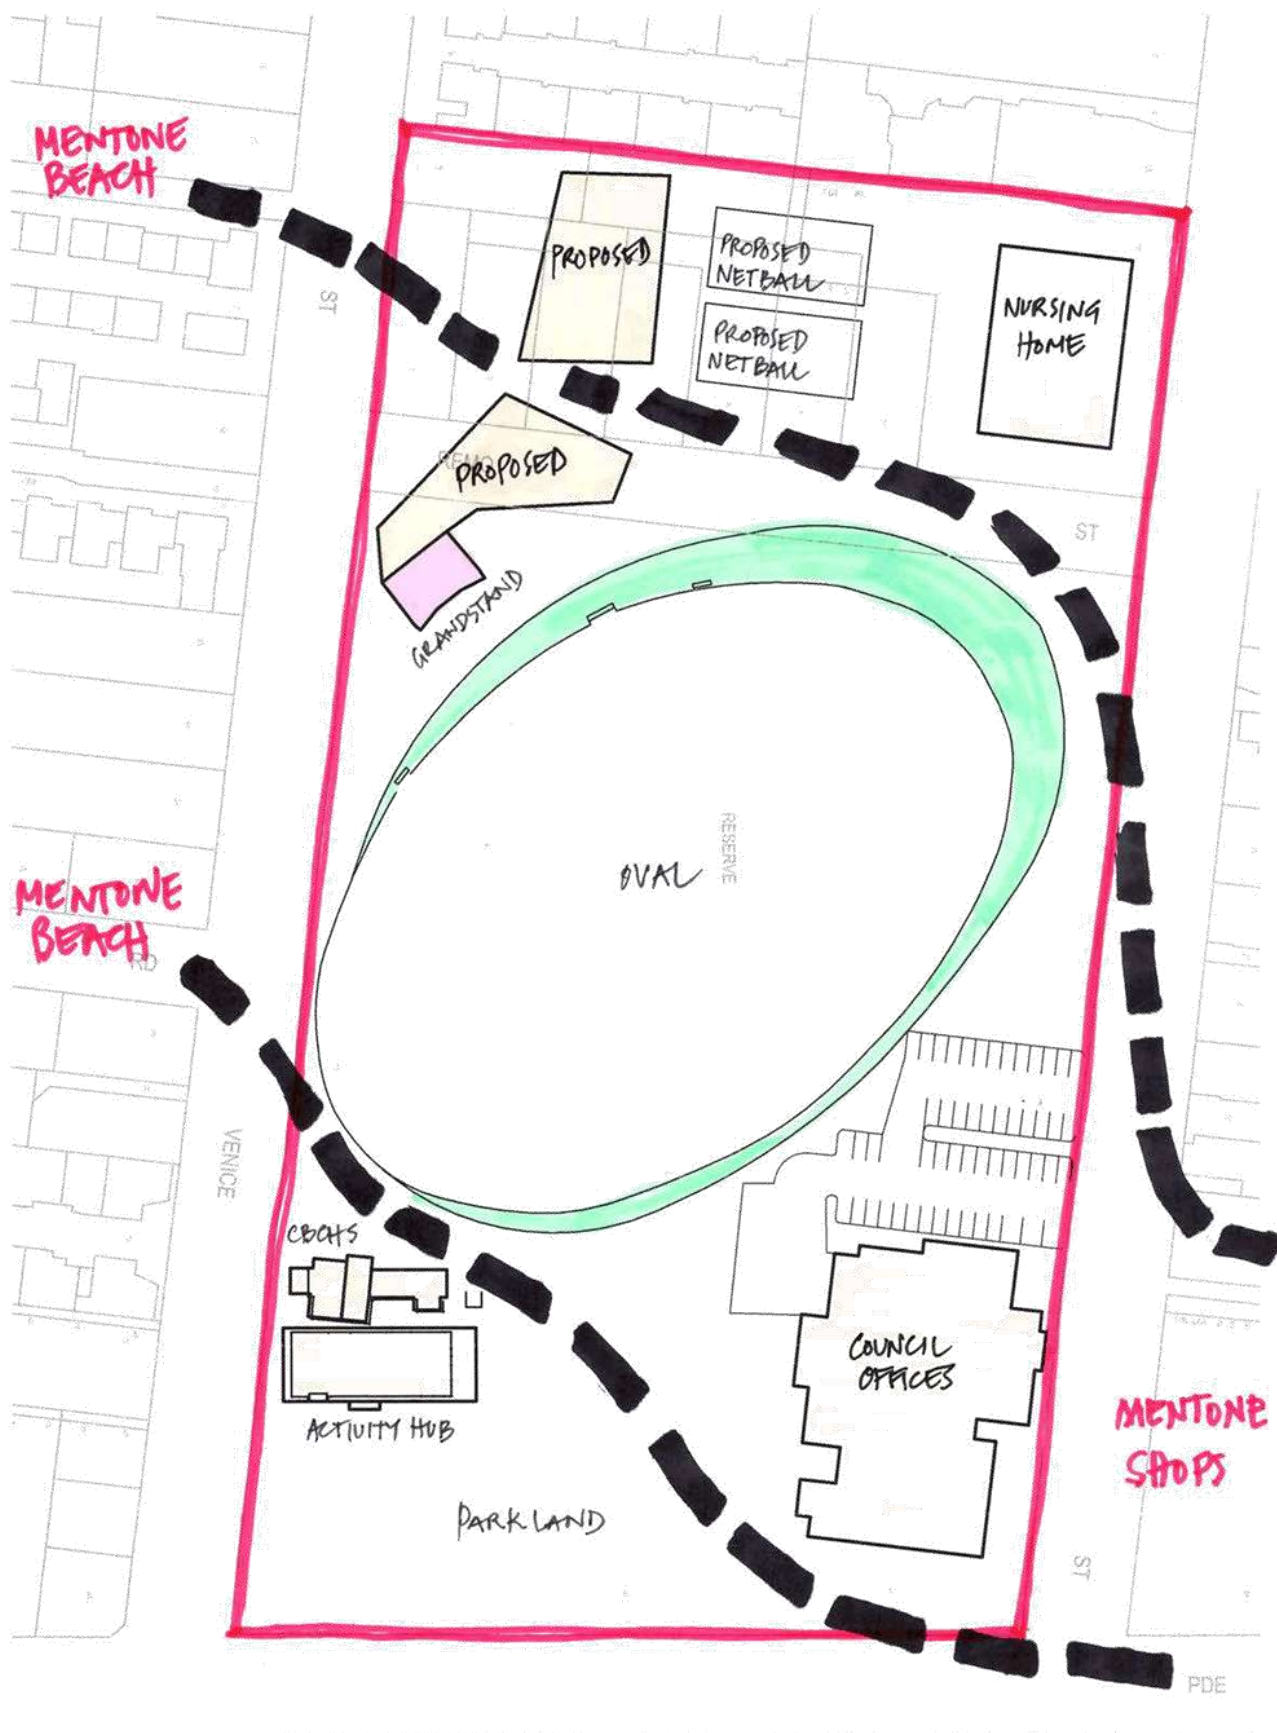 MENTONE
BEACH
ST
PROPOSED
PROPOSED
NETBALL
PROPOSED
NETBALL
NURSING
HOME
REMO
PROPOSED
ST
GRANDSTAND
OVAL
RESERVE
MENTONE
BEACH
RD
VENICE
CBCHS
ACTIVITY HUB
COUNCIL
OFFICES
MENTONE
SHOPS
PARKLAND
ST
PDE